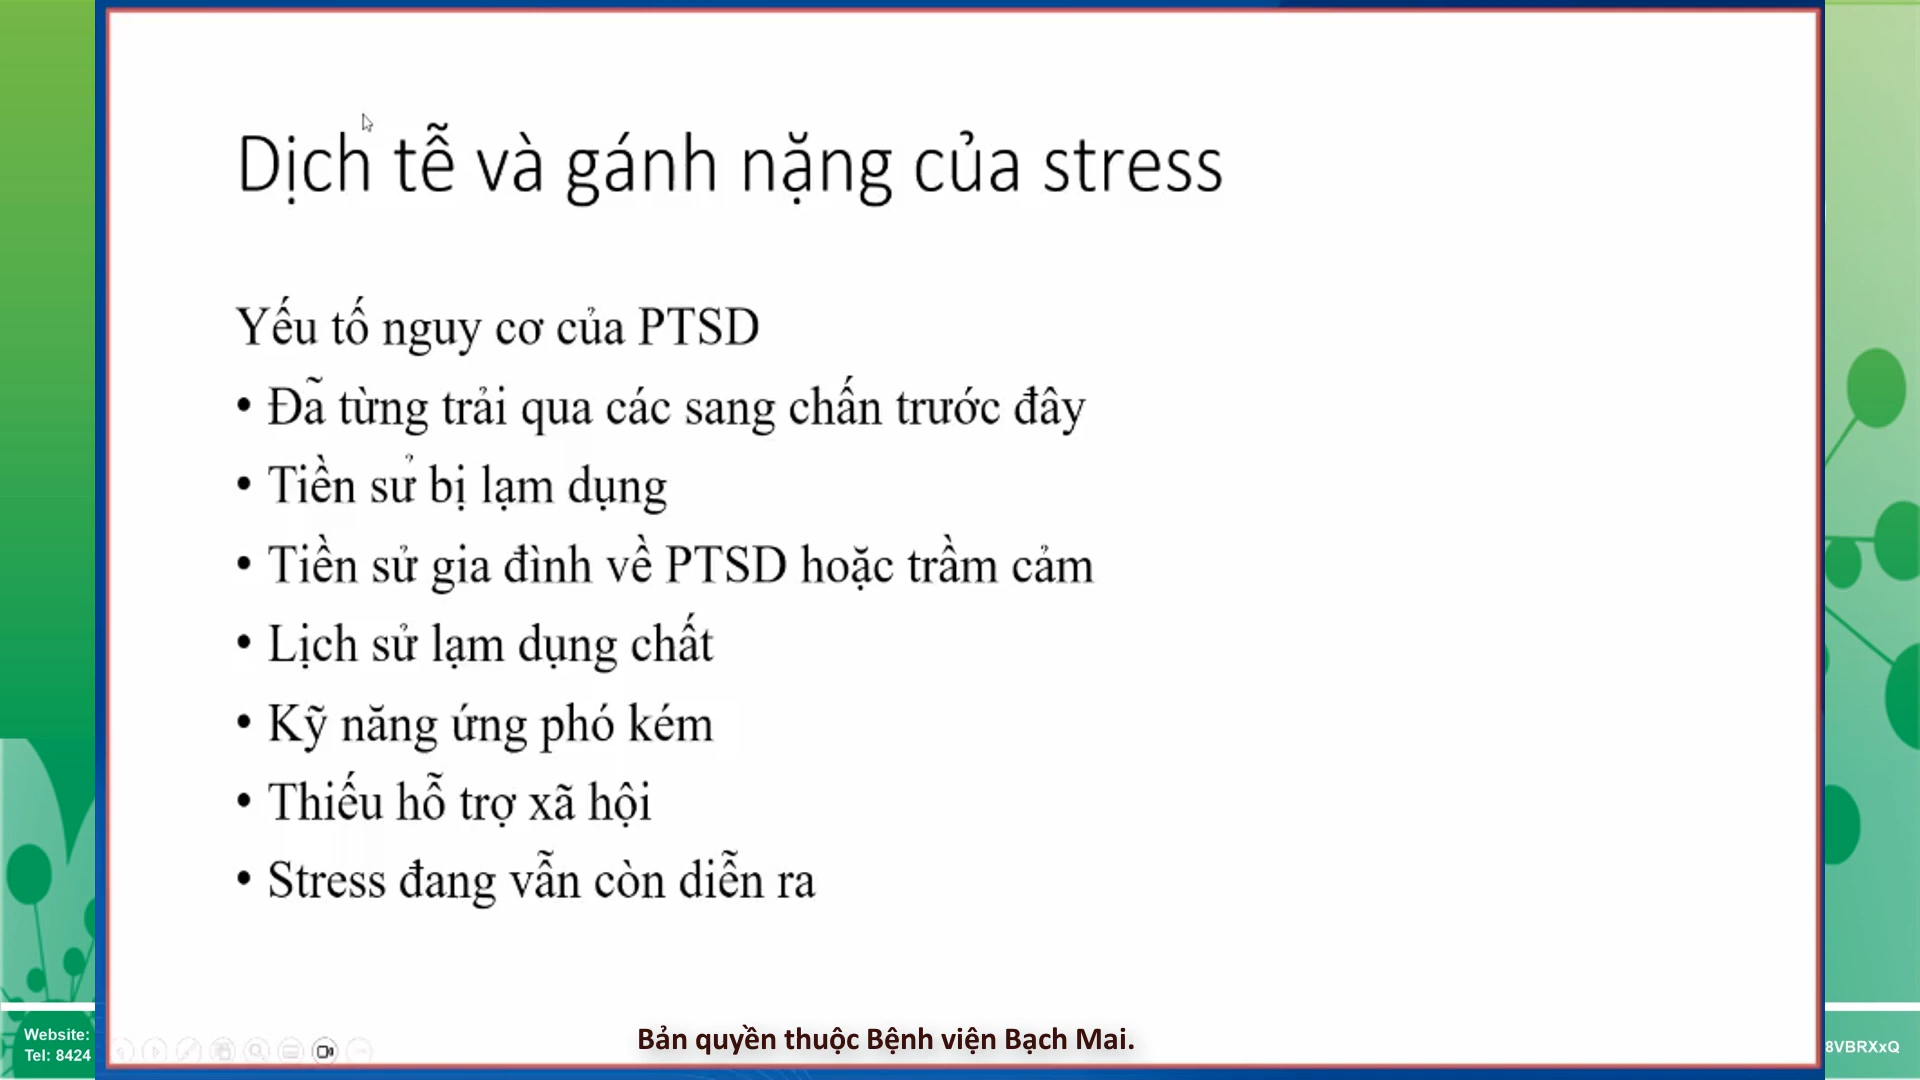 Dịch tễ và gánh nặng của stress
Yếu tố nguy cơ của PTSD
• Đã từng trải qua các sang chấn trước đây
• Tiền sử bị lạm dụng
• Tiền sử gia đình về PTSD hoặc trầm cảm
• Lịch sử lạm dụng chất
• Kỹ năng ứng phó kém
• Thiếu hỗ trợ xã hội
• Stress đang vẫn còn diễn ra
Bản quyền thuộc Bệnh viện Bạch Mai.
Website:
Tel: 8424
8VBRXxQ